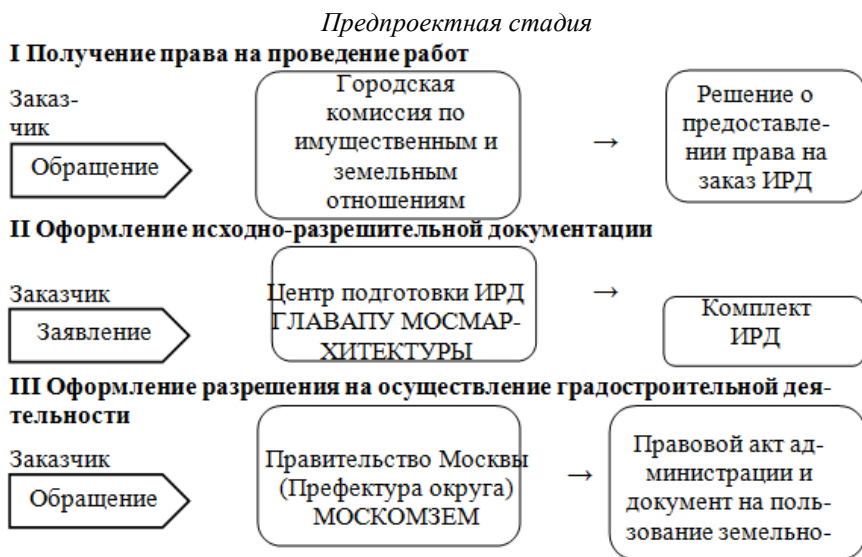 Предпроектная стадия
I Получение права на проведение работ
Заказ-
чик
Обращение
Городская
комиссия по
имущественным и
земельным
отношениям
→
Решение о
предоставле-
нии права на
заказ ИРД
II Оформление исходно-разрешительной документации
Заказчик
Заявление
Центр подготовки ИРД
ГЛАВАПУ МОСМАР-
ХИТЕКТУРЫ
→
Комплект
ИРД
III Оформление разрешения на осуществление градостроительной дея-
тельности
Заказчик
Обращение
Правительство Москвы
(Префектура округа)
МОСКОМЗЕМ
→
Правовой акт ад-
министрации и
документ на поль-
зование земельно-